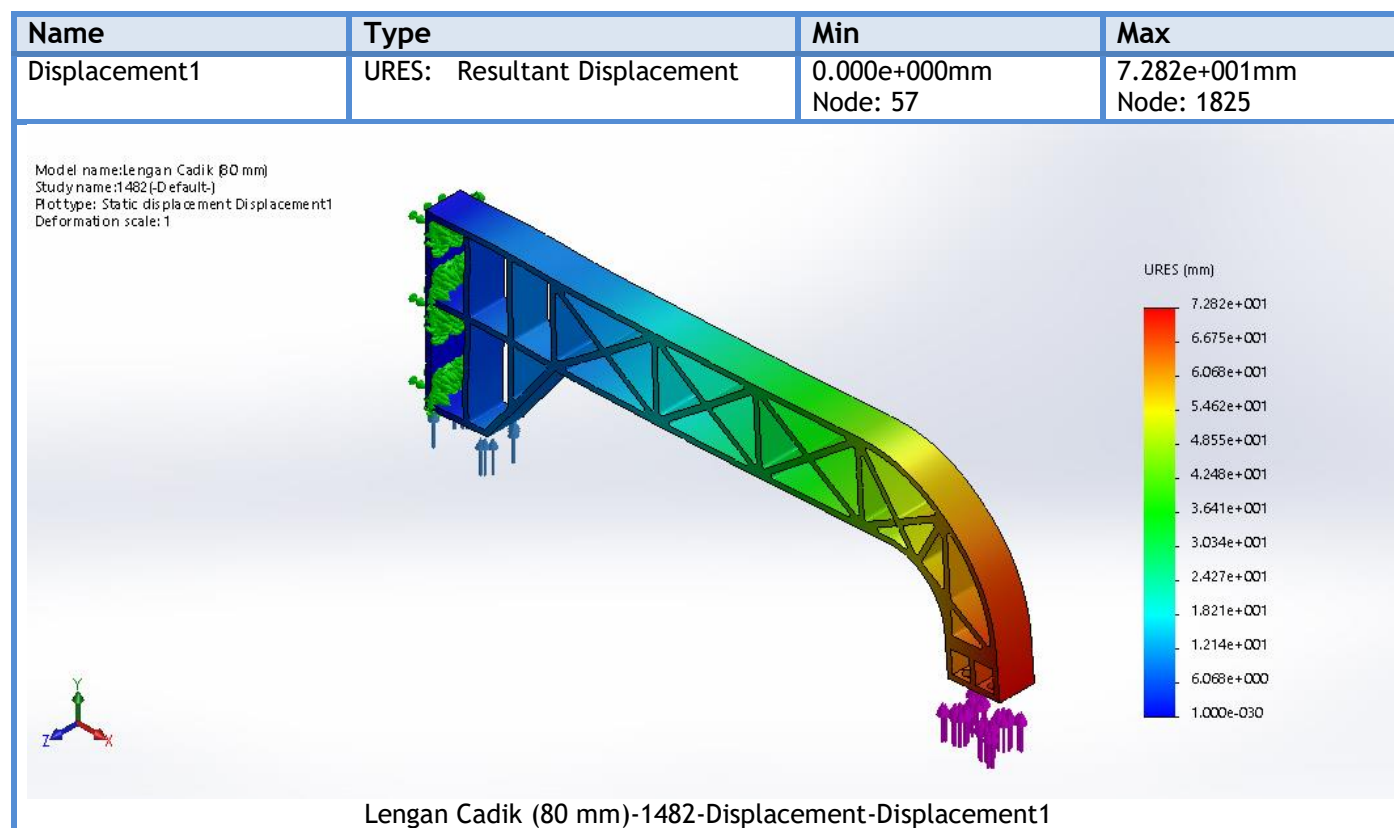 Name Type Min Max
Displacement1 URES: Resultant Displacement 0.000e+000mm 7.282e+001mm
Node: 57 Node: 1825
Model name:Lengan Cadik (80 mm)
Study name:1482(-Default-)
Plot type: Static displacement Displacement1
Deformation scale: 1
URES (mm)
7.282e+001
6.675e+001
6.068e+001
5.462e+001
4.855e+001
4.248e+001
3.641e+001
3.034e+001
2.427e+001
1.821e+001
1.214e+001
6.068e+000
1.000e-030
Y
Z X
Lengan Cadik (80 mm)-1482-Displacement-Displacement1